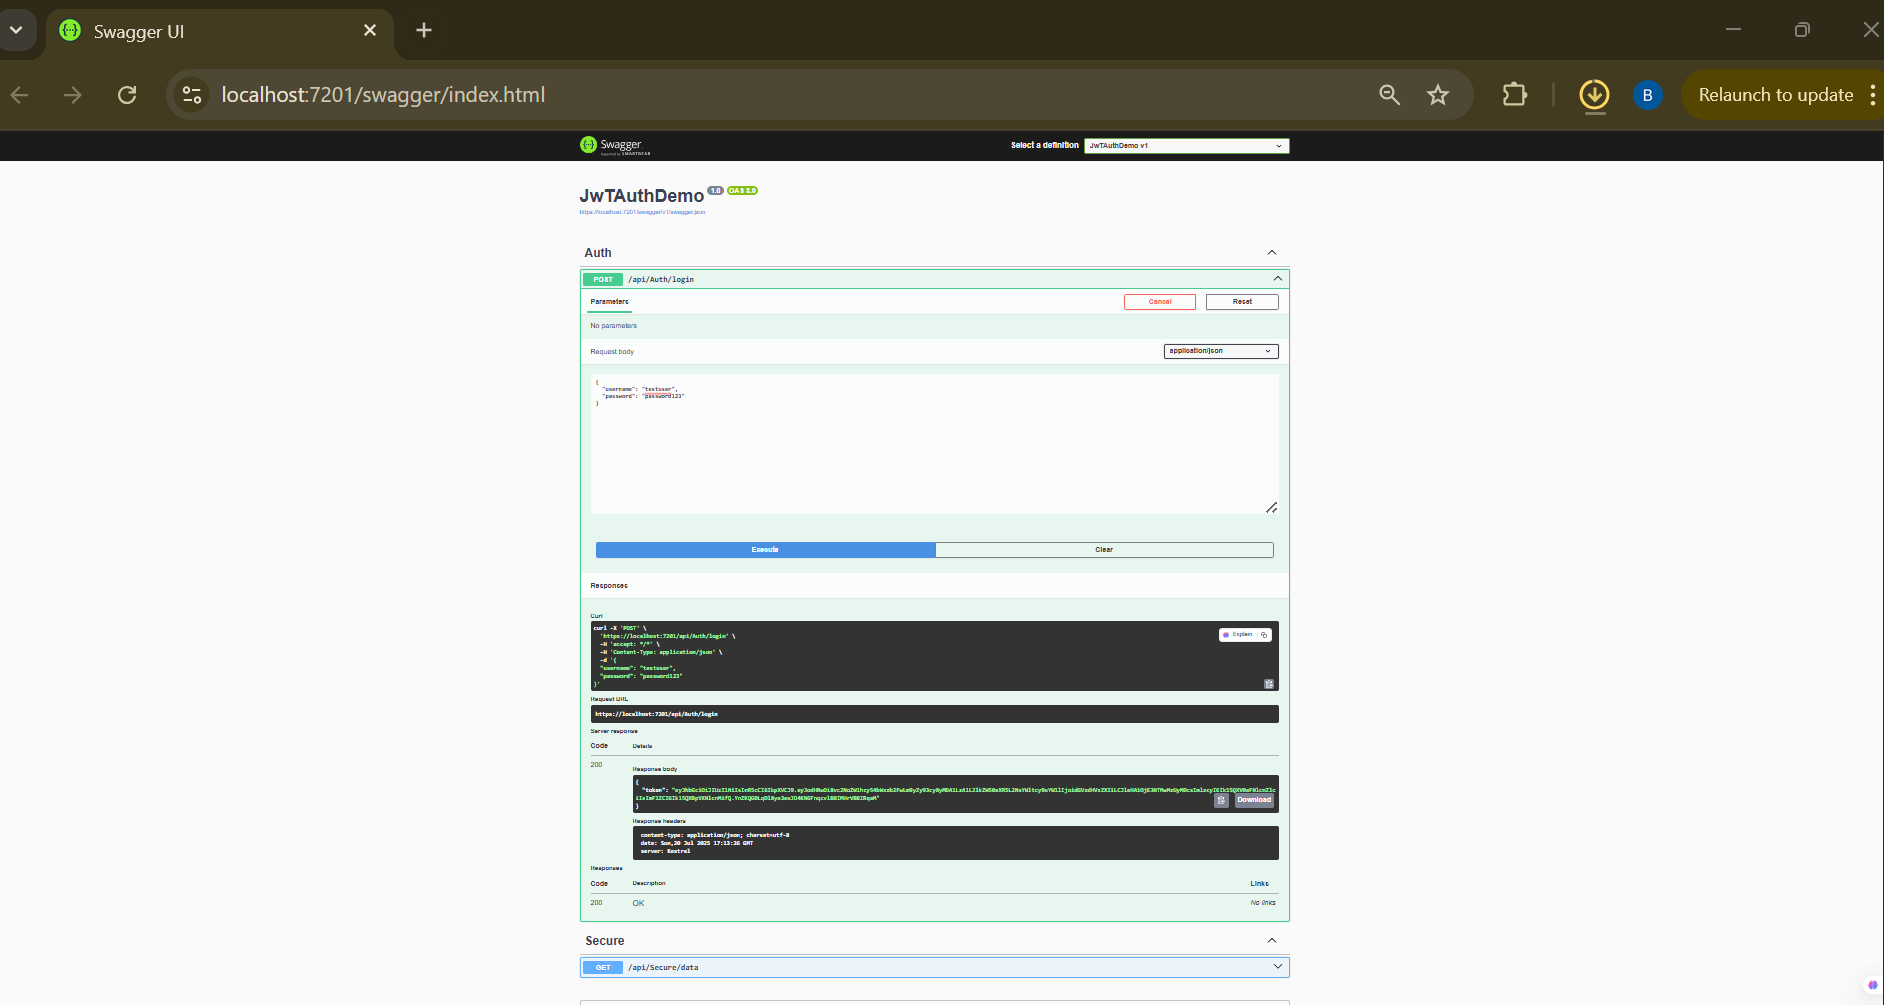 Swagger UI
localhost:7201/swagger/index.html
B
Relaunch to update
Swagger
Supported by SMARTBEAR
Select a definition
JwTAuthDemo v1
JwTAuthDemo 1.0 OAS 3.0
https://localhost:7201/swagger/v1/swagger.json
Auth
POST /api/Auth/login
Parameters
Cancel
Reset
No parameters
Request body
application/json
{
"username": "testuser",
"password": "password123"
}
Execute
Clear
Responses
Curl
curl -X 'POST' \
'https://localhost:7201/api/Auth/login' \
-H 'accept: */*' \
-H 'Content-Type: application/json' \
-d '{
"username": "testuser",
"password": "password123"
}'
Explain
Request URL
https://localhost:7201/api/Auth/login
Server response
Code Details
200
Response body
{
"token":
}
Download
Response headers
content-type: application/json; charset=utf-8
date: Sun,20 Jul 2025 17:13:26 GMT
server: Kestrel
Responses
Code Description Links
200 OK No links
Secure
GET /api/Secure/data